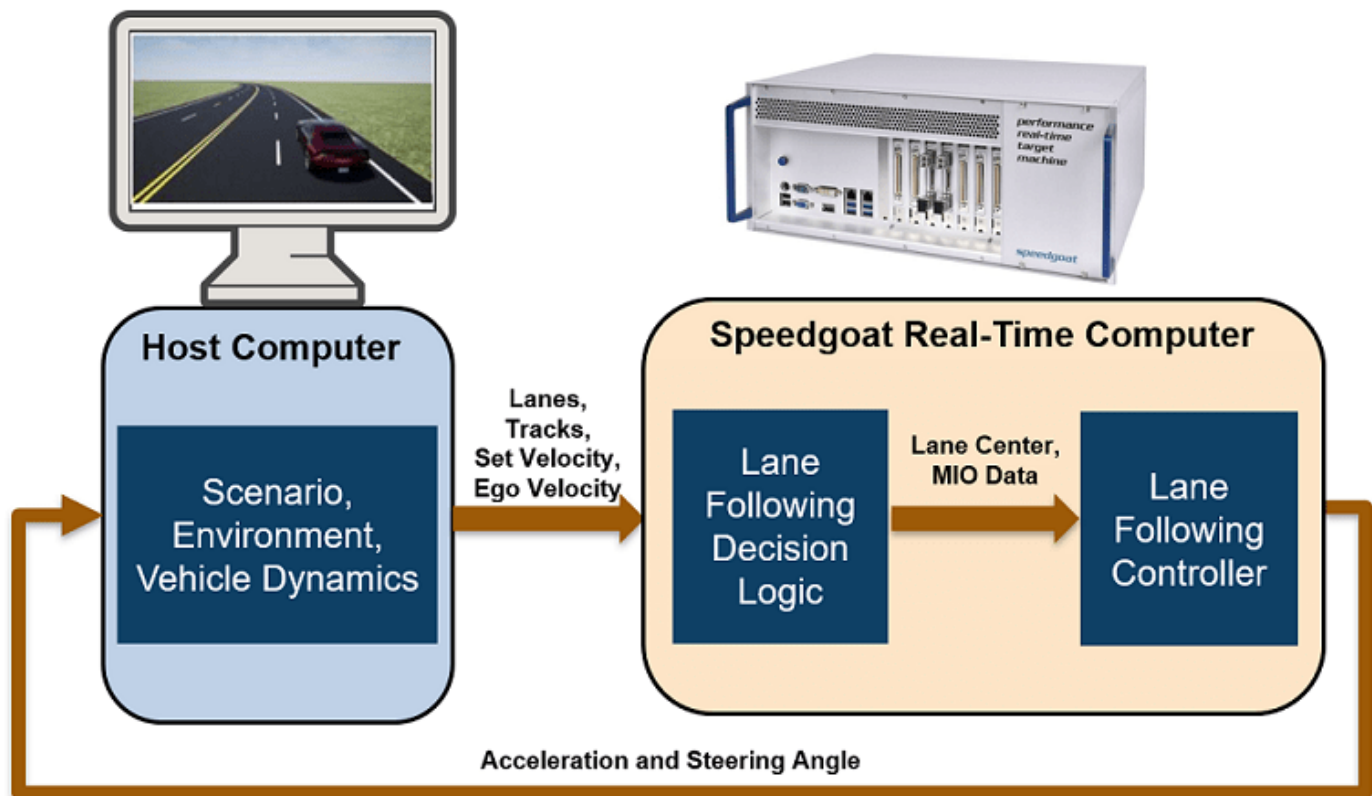 performance
real-time
target
machine
speedgoat
Host Computer
Speedgoat Real-Time Computer
Scenario,
Environment,
Vehicle Dynamics
Lanes,
Tracks,
Set Velocity,
Ego Velocity
Lane
Following
Decision
Logic
Lane Center,
MIO Data
Lane
Following
Controller
Acceleration and Steering Angle